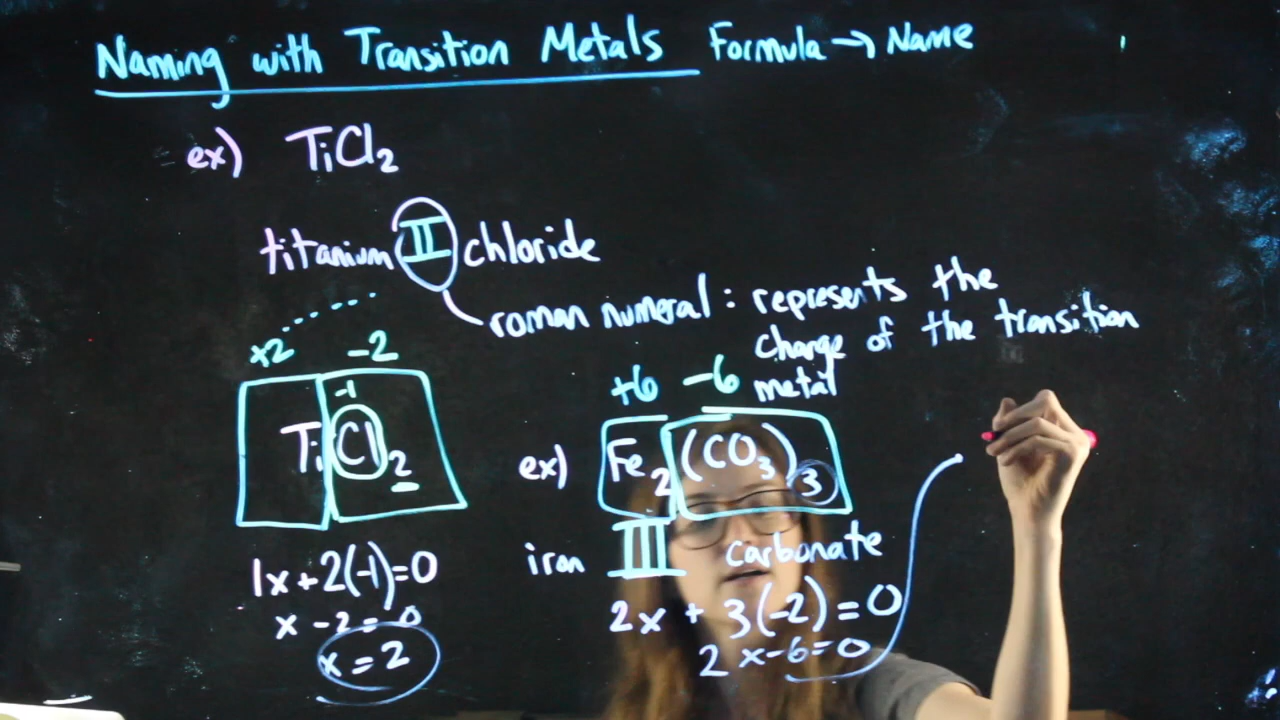 Naming with Transition Metals Formula → Name
ex) TiCl2
titanium II chloride
roman numeral : represents the
charge of the transition
metal
+2 -2
-1
TiCl2
1x+2(-1)=0
x-2=0
x=2
+6 -6
ex) Fe2(CO3)3
iron III carbonate
2x + 3(-2)=0
2x-6=0